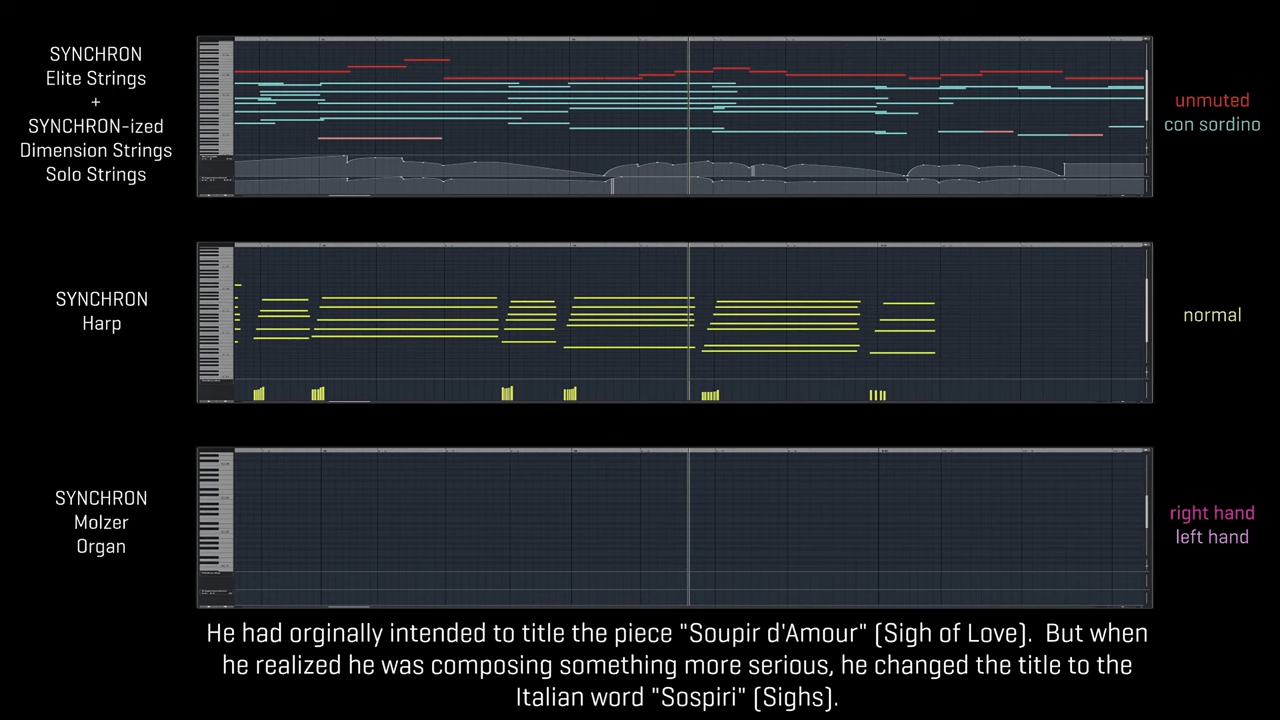 SYNCHRON
Elite Strings
+
SYNCHRON-ized
Dimension Strings
Solo Strings
unmuted
con sordino
SYNCHRON
Harp
normal
SYNCHRON
Molzer
Organ
right hand
left hand
He had orginally intended to title the piece "Soupir d'Amour" (Sigh of Love). But when
he realized he was composing something more serious, he changed the title to the
Italian word "Sospiri" (Sighs).